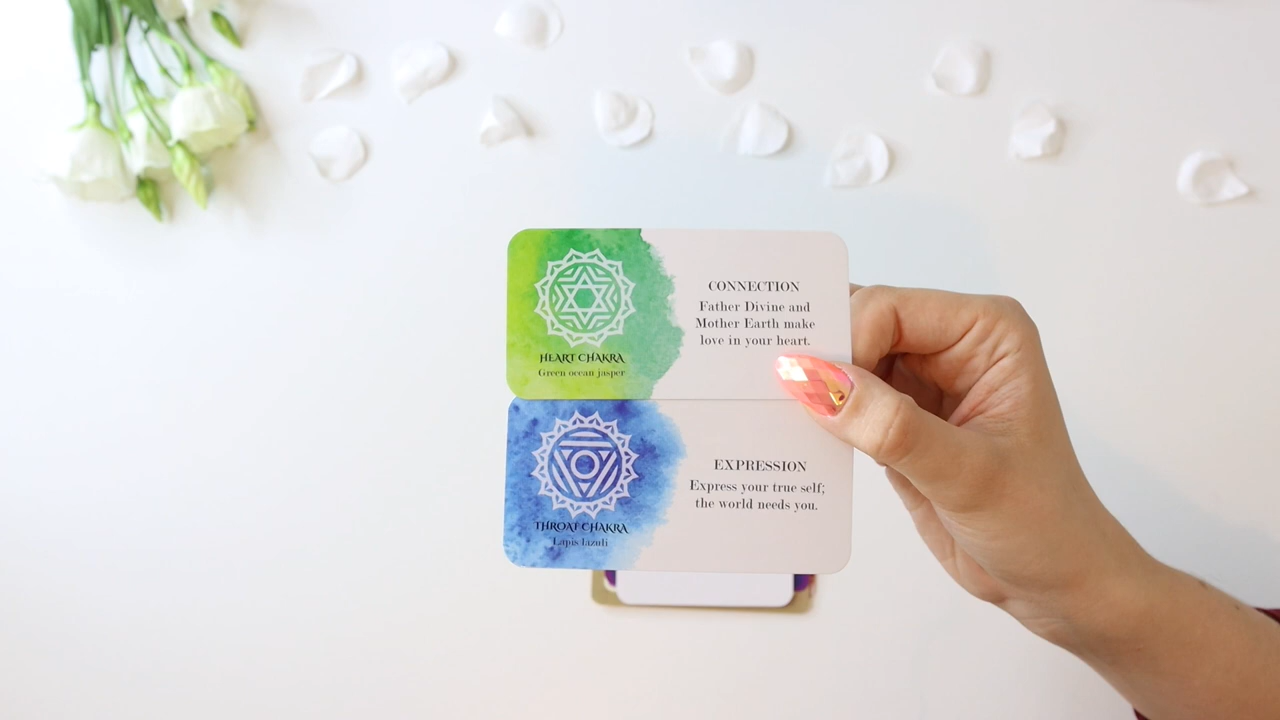 HEART CHAKRA
Green ocean jasper
CONNECTION
Father Divine and
Mother Earth make
love in your heart.
THROAT CHAKRA
Lapis lazuli
EXPRESSION
Express your true self;
the world needs you.